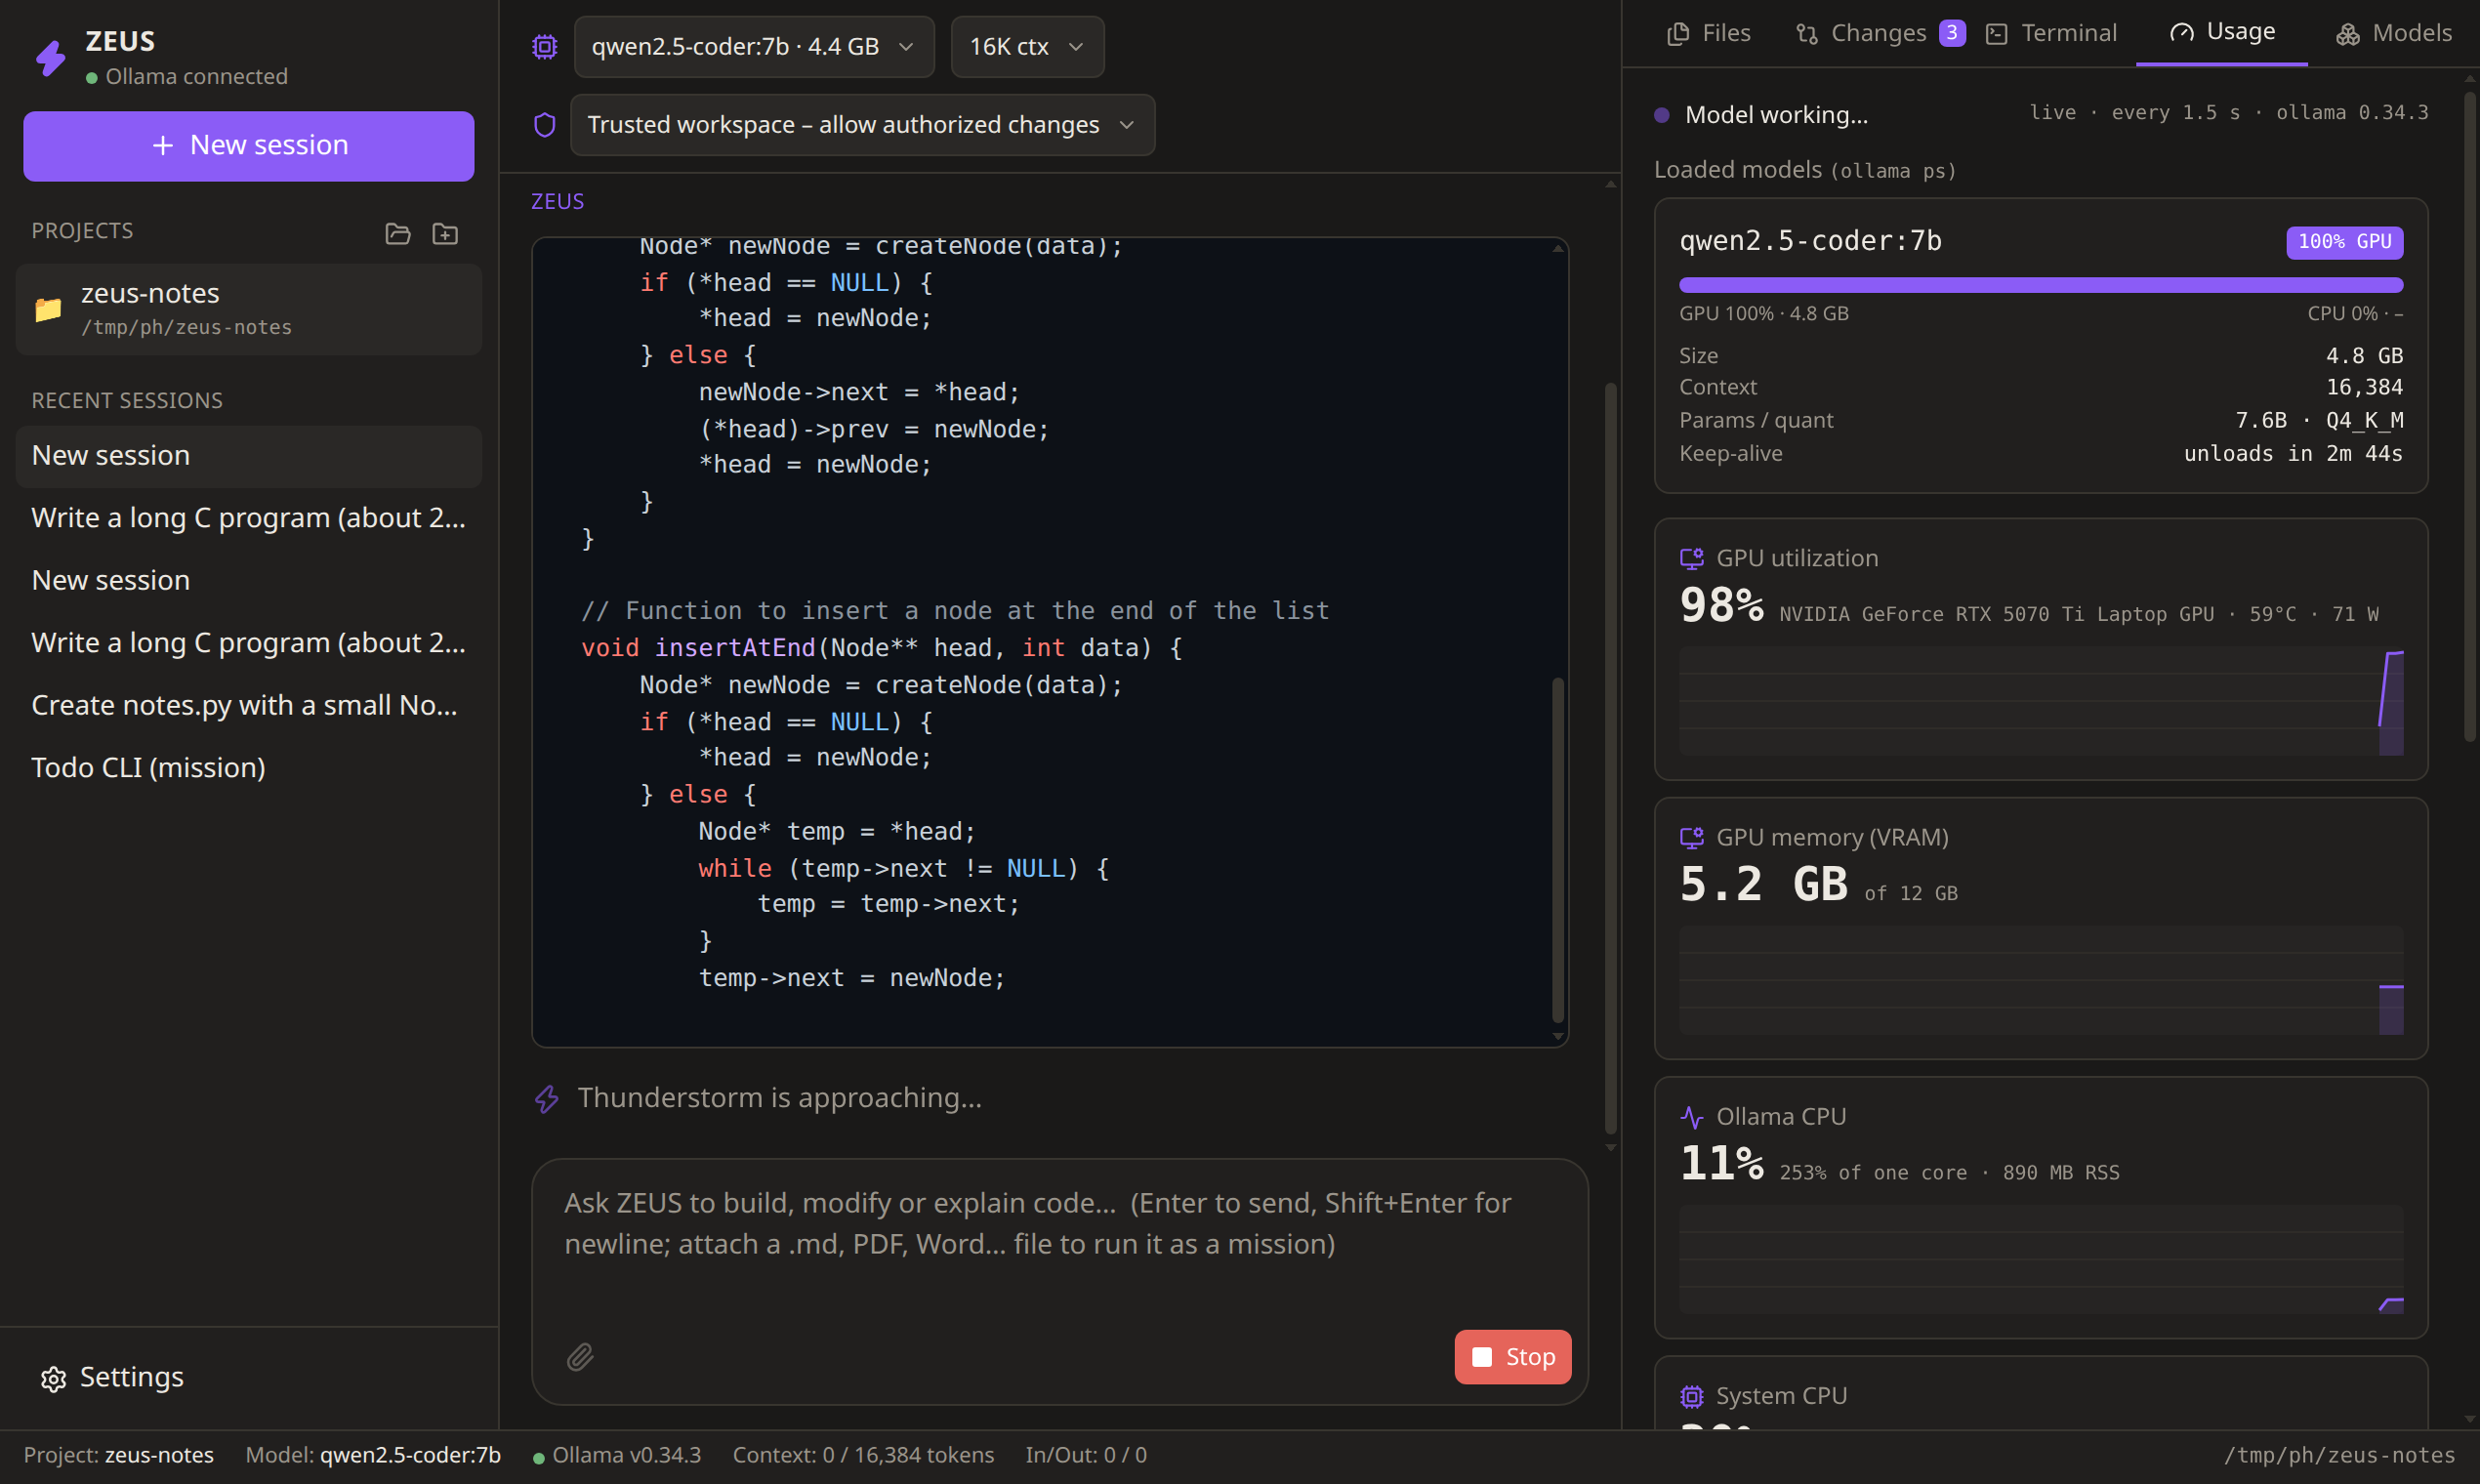 ZEUS
Ollama connected
New session
PROJECTS
zeus-notes
/tmp/ph/zeus-notes
RECENT SESSIONS
New session
Write a long C program (about 2...
New session
Write a long C program (about 2...
Create notes.py with a small No...
Todo CLI (mission)
Settings
qwen2.5-coder:7b · 4.4 GB
16K ctx
Trusted workspace – allow authorized changes
ZEUS
    Node* newNode = createNode(data);
    if (*head == NULL) {
        *head = newNode;
    } else {
        newNode->next = *head;
        (*head)->prev = newNode;
        *head = newNode;
    }
}
// Function to insert a node at the end of the list
void insertAtEnd(Node** head, int data) {
    Node* newNode = createNode(data);
    if (*head == NULL) {
        *head = newNode;
    } else {
        Node* temp = *head;
        while (temp->next != NULL) {
            temp = temp->next;
        }
        temp->next = newNode;
Thunderstorm is approaching...
Ask ZEUS to build, modify or explain code... (Enter to send, Shift+Enter for
newline; attach a .md, PDF, Word... file to run it as a mission)
Stop
Files
Changes 3
Terminal
Usage
Models
Model working...
live · every 1.5 s · ollama 0.34.3
Loaded models (ollama ps)
qwen2.5-coder:7b
100% GPU
GPU 100% · 4.8 GB
CPU 0% · –
Size 4.8 GB
Context 16,384
Params / quant 7.6B · Q4_K_M
Keep-alive unloads in 2m 44s
GPU utilization
98% NVIDIA GeForce RTX 5070 Ti Laptop GPU · 59°C · 71 W
GPU memory (VRAM)
5.2 GB of 12 GB
Ollama CPU
11% 253% of one core · 890 MB RSS
System CPU
Project: zeus-notes
Model: qwen2.5-coder:7b
Ollama v0.34.3
Context: 0 / 16,384 tokens
In/Out: 0 / 0
/tmp/ph/zeus-notes